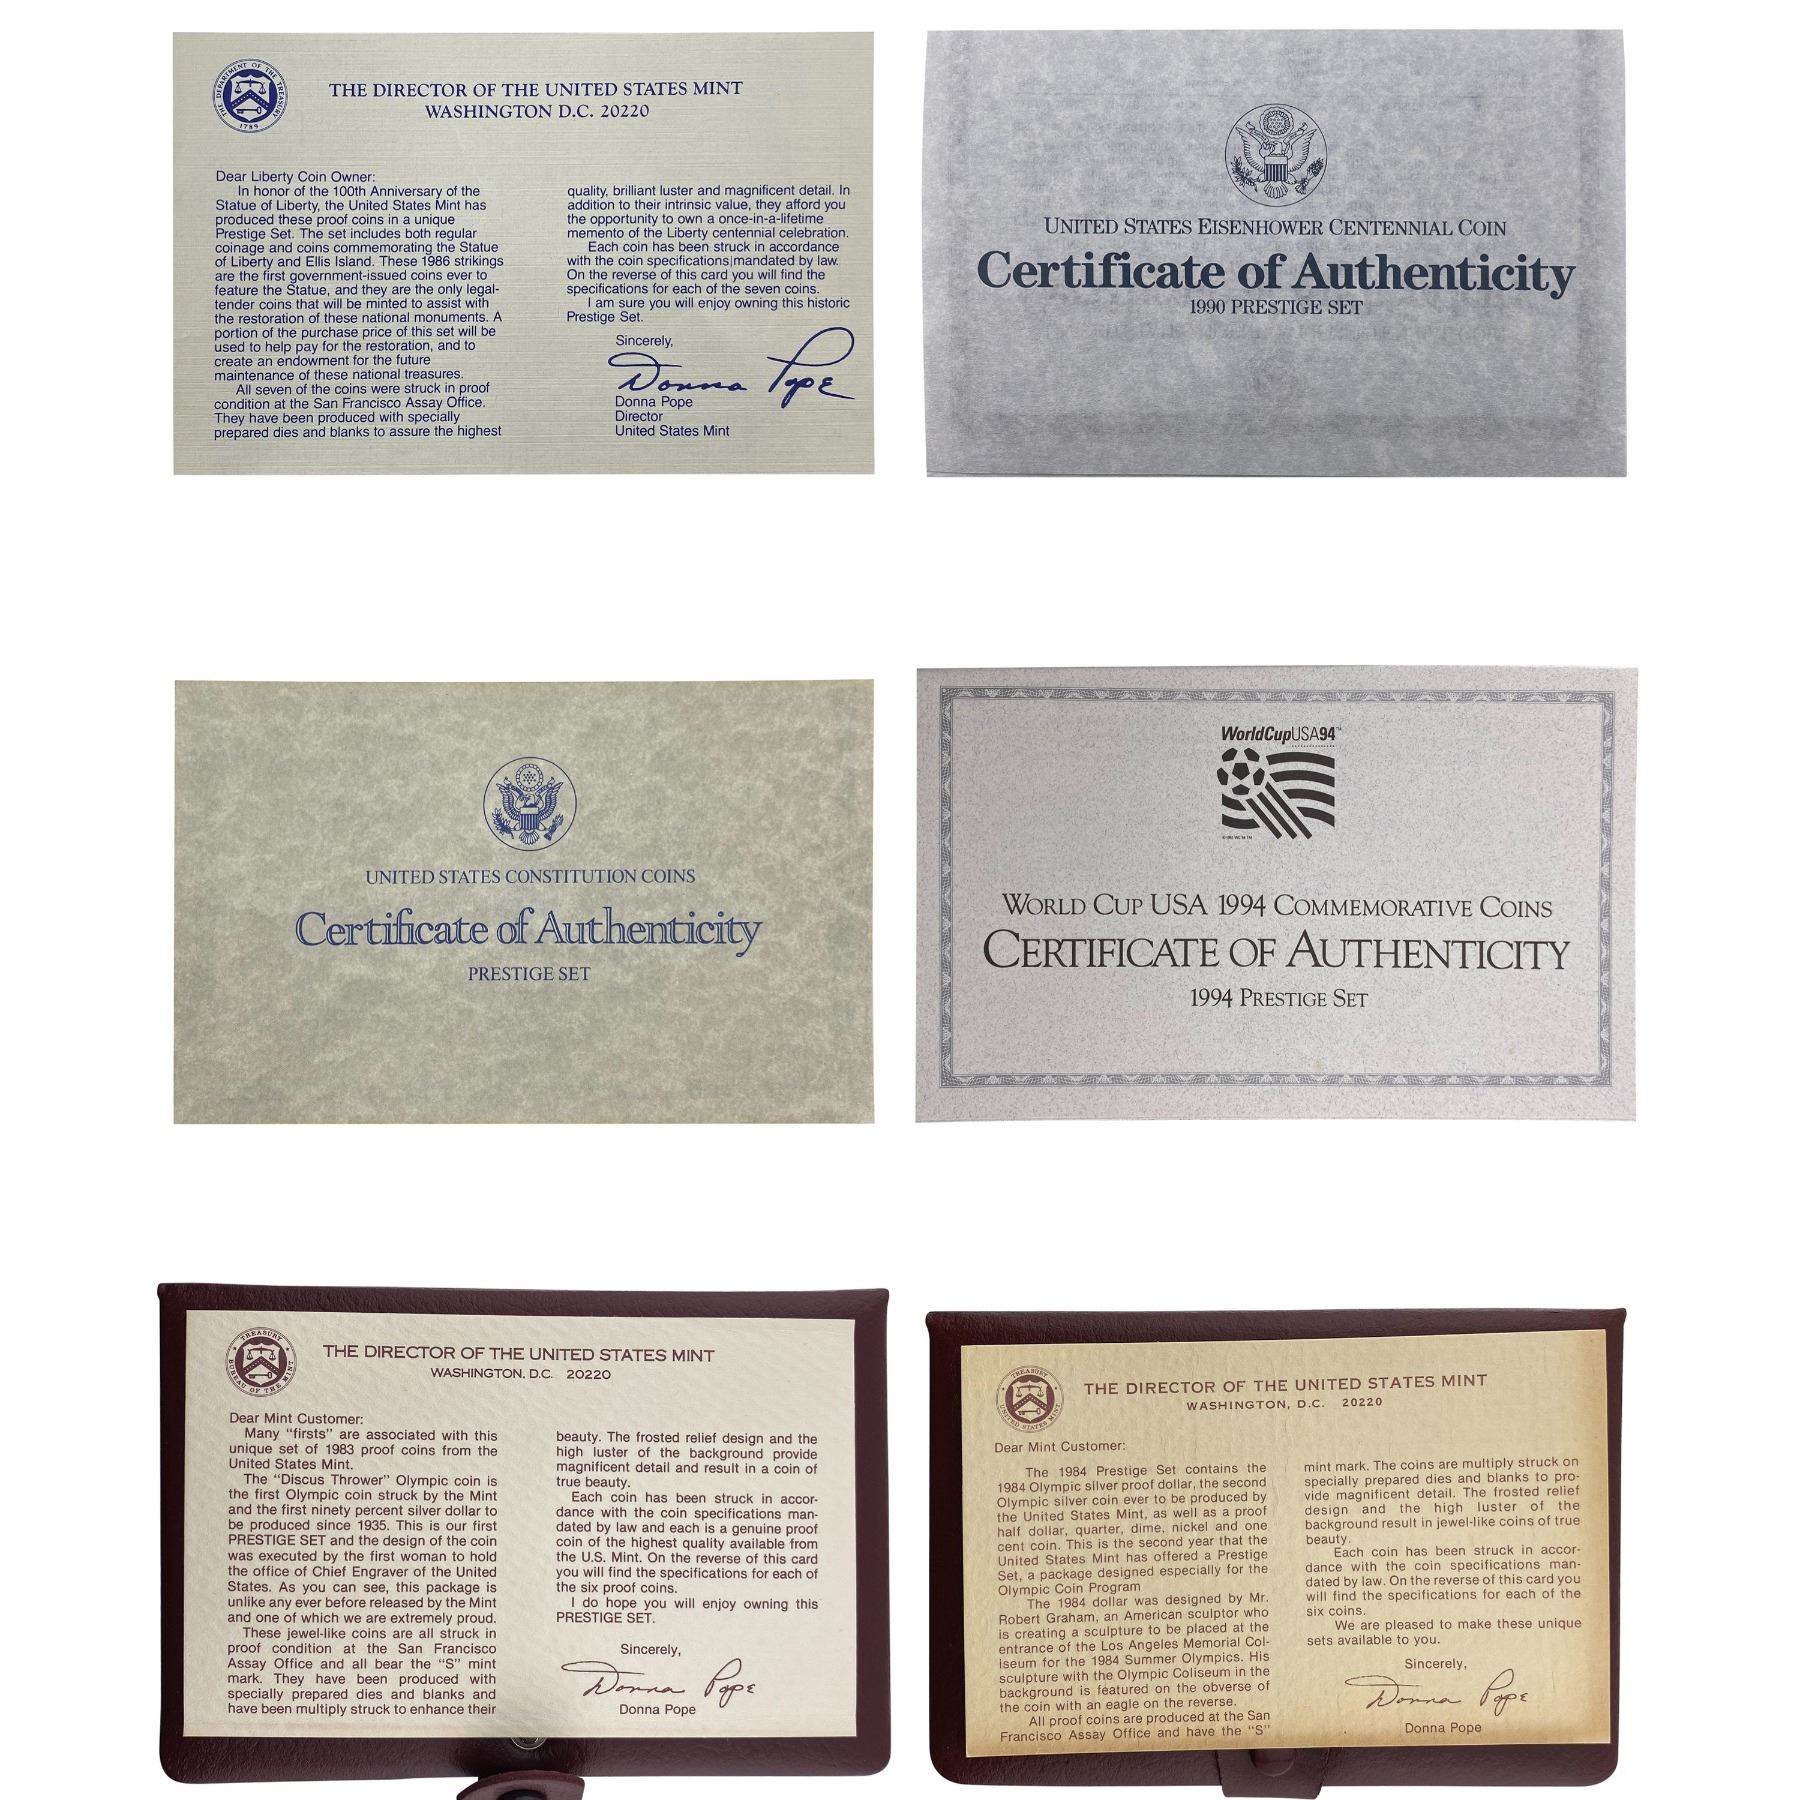 THE DEPARTMENT OF THE TREASURY
1789
THE DIRECTOR OF THE UNITED STATES MINT
WASHINGTON D.C. 20220
Dear Liberty Coin Owner:
In honor of the 100th Anniversary of the
Statue of Liberty, the United States Mint has
produced these proof coins in a unique
Prestige Set. The set includes both regular
coinage and coins commemorating the Statue
of Liberty and Ellis Island. These 1986 strikings
are the first government-issued coins ever to
feature the Statue, and they are the only legal-
tender coins that will be minted to assist with
the restoration of these national monuments. A
portion of the purchase price of this set will be
used to help pay for the restoration, and to
create an endowment for the future
maintenance of these national treasures.
All seven of the coins were struck in proof
condition at the San Francisco Assay Office.
They have been produced with specially
prepared dies and blanks to assure the highest
quality, brilliant luster and magnificent detail. In
addition to their intrinsic value, they afford you
the opportunity to own a once-in-a-lifetime
memento of the Liberty centennial celebration.
Each coin has been struck in accordance
with the coin specifications mandated by law.
On the reverse of this card you will find the
specifications for each of the seven coins.
I am sure you will enjoy owning this historic
Prestige Set.
Sincerely,
Donna Pope
Donna Pope
Director
United States Mint
UNITED STATES EISENHOWER CENTENNIAL COIN
Certificate of Authenticity
1990 PRESTIGE SET
UNITED STATES CONSTITUTION COINS
Certificate of Authenticity
PRESTIGE SET
WorldCupUSA94™
WORLD CUP USA 1994 COMMEMORATIVE COINS
CERTIFICATE OF AUTHENTICITY
1994 PRESTIGE SET
TREASURY
BUREAU OF THE MINT
THE DIRECTOR OF THE UNITED STATES MINT
WASHINGTON, D.C. 20220
Dear Mint Customer:
Many "firsts" are associated with this
unique set of 1983 proof coins from the
United States Mint.
The "Discus Thrower" Olympic coin is
the first Olympic coin struck by the Mint
and the first ninety percent silver dollar to
be produced since 1935. This is our first
PRESTIGE SET and the design of the coin
was executed by the first woman to hold
the office of Chief Engraver of the United
States. As you can see, this package is
unlike any ever before released by the Mint
and one of which we are extremely proud.
These jewel-like coins are all struck in
proof condition at the San Francisco
Assay Office and all bear the "S" mint
mark. They have been produced with
specially prepared dies and blanks and
have been multiply struck to enhance their
beauty. The frosted relief design and the
high luster of the background provide
magnificent detail and result in a coin of
true beauty.
Each coin has been struck in accor-
dance with the coin specifications man-
dated by law and each is a genuine proof
coin of the highest quality available from
the U.S. Mint. On the reverse of this card
you will find the specifications for each of
the six proof coins.
I do hope you will enjoy owning this
PRESTIGE SET.
Sincerely,
Donna Pope
Donna Pope
TREASURY
UNITED STATES MINT
THE DIRECTOR OF THE UNITED STATES MINT
WASHINGTON, D.C. 20220
Dear Mint Customer:
The 1984 Prestige Set contains the
1984 Olympic silver proof dollar, the second
Olympic silver coin ever to be produced by
the United States Mint, as well as a proof
half dollar, quarter, dime, nickel and one
cent coin. This is the second year that the
United States Mint has offered a Prestige
Set, a package designed especially for the
Olympic Coin Program
The 1984 dollar was designed by Mr.
Robert Graham, an American sculptor who
is creating a sculpture to be placed at the
entrance of the Los Angeles Memorial Col-
iseum for the 1984 Summer Olympics. His
sculpture with the Olympic Coliseum in the
background is featured on the obverse of
the coin with an eagle on the reverse.
All proof coins are produced at the San
Francisco Assay Office and have the "S"
mint mark. The coins are multiply struck on
specially prepared dies and blanks to pro-
vide magnificent detail. The frosted relief
design and the high luster of the
background result in jewel-like coins of true
beauty.
Each coin has been struck in accor-
dance with the coin specifications man-
dated by law. On the reverse of this card you
will find the specifications for each of the
six coins.
We are pleased to make these unique
sets available to you.
Sincerely,
Donna Pope
Donna Pope